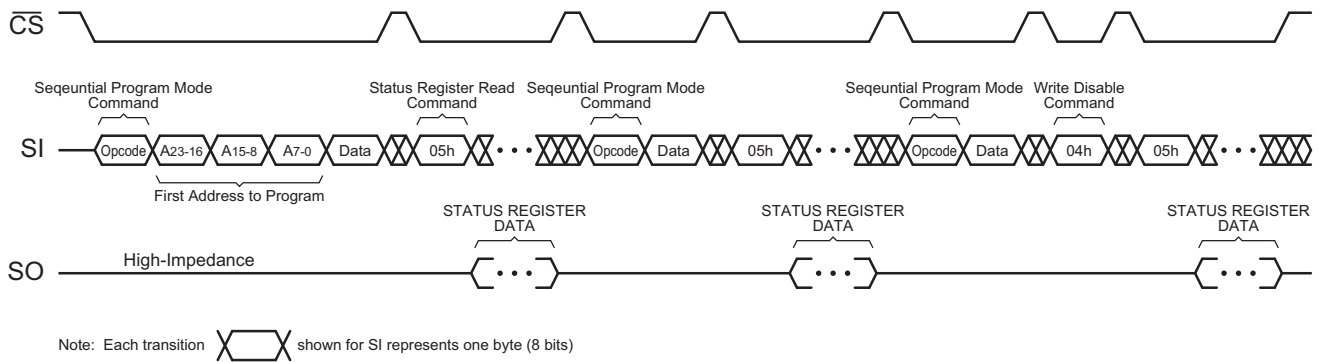 CS
Seqeuntial Program Mode
Command
Status Register Read
Command
Seqeuntial Program Mode
Command
Seqeuntial Program Mode
Command
Write Disable
Command
SI
Opcode
A23-16
A15-8
A7-0
Data
05h
Opcode
Data
05h
Opcode
Data
04h
05h
First Address to Program
STATUS REGISTER
DATA
STATUS REGISTER
DATA
STATUS REGISTER
DATA
SO
High-Impedance
Note: Each transition shown for SI represents one byte (8 bits)